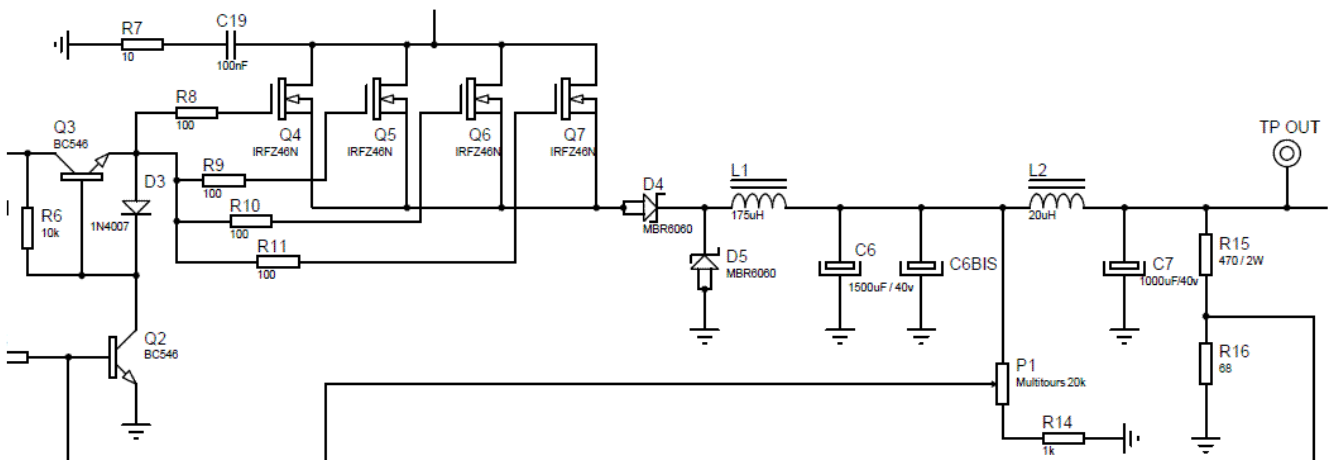 R7
10
C19
100nF
R8
100
Q4
IRFZ46N
Q5
IRFZ46N
Q6
IRFZ46N
Q7
IRFZ46N
TP OUT
Q3
BC546
D3
1N4007
R9
100
R6
10k
R10
100
R11
100
D4
MBR6060
L1
175uH
L2
20uH
D5
MBR6060
C6
1500uF / 40v
C6BIS
C7
1000uF/40v
R15
470 / 2W
Q2
BC546
P1
Multitours 20k
R16
68
R14
1k